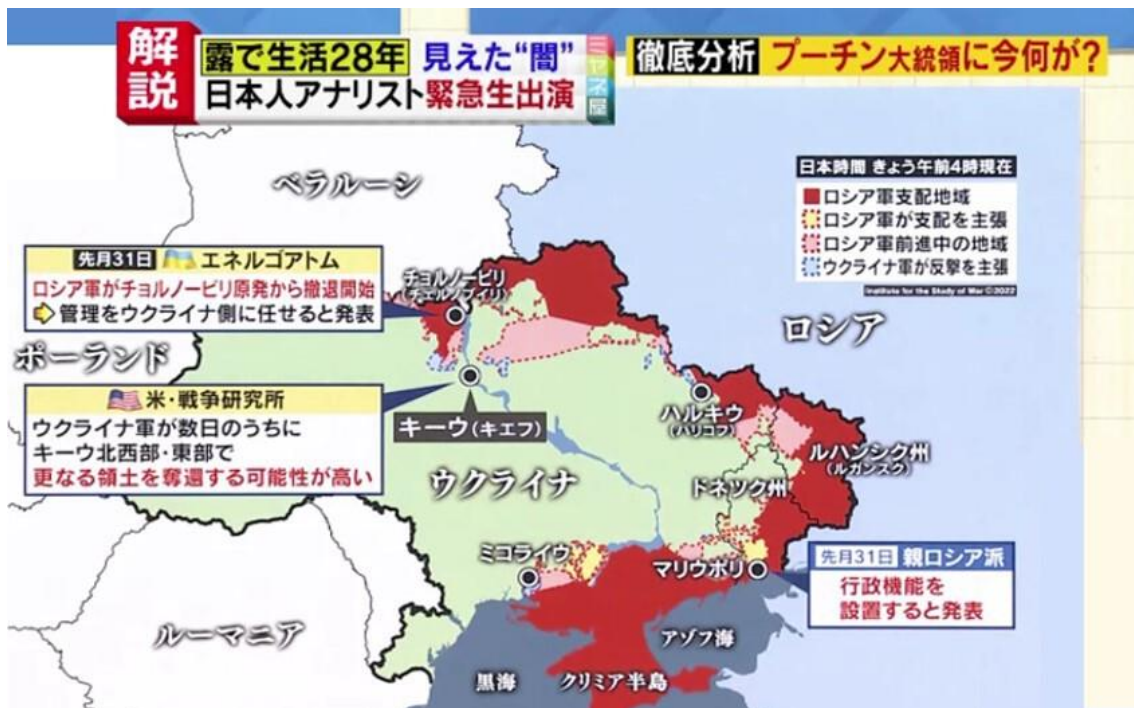 解説
露で生活28年 見えた“闇”
日本人アナリスト緊急生出演
ミヤネ屋
徹底分析 プーチン大統領に今何が?
日本時間 きょう午前4時現在
ロシア軍支配地域
ロシア軍が支配を主張
ロシア軍前進中の地域
ウクライナ軍が反撃を主張
Institute for the Study of War©2022
ベラルーシ
先月31日 エネルゴアトム
ロシア軍がチョルノービリ原発から撤退開始
管理をウクライナ側に任せると発表
チョルノービリ
(チェルノブイリ)
ロシア
ポーランド
米・戦争研究所
ウクライナ軍が数日のうちに
キーウ北西部・東部で
更なる領土を奪還する可能性が高い
キーウ(キエフ)
ハルキウ
(ハリコフ)
ルハンシク州
(ルガンスク)
ウクライナ
ドネツク州
ミコライウ
マリウポリ
先月31日 親ロシア派
行政機能を
設置すると発表
ルーマニア
アゾフ海
黒海
クリミア半島